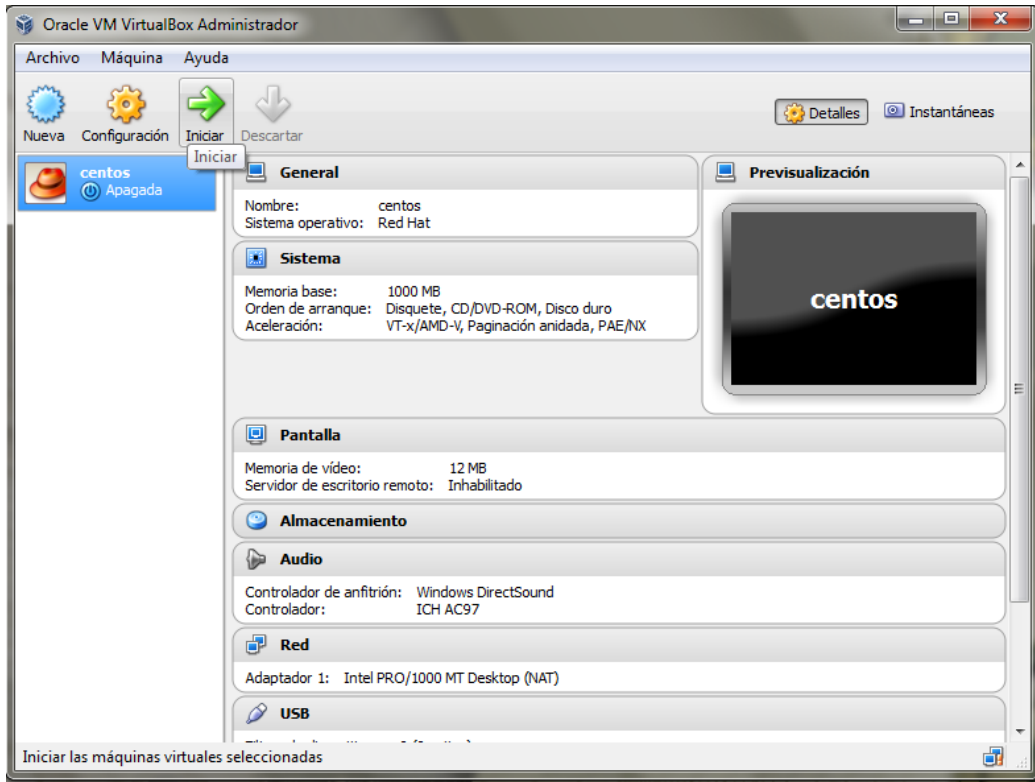 Oracle VM VirtualBox Administrador
Archivo Máquina Ayuda
Nueva Configuración Iniciar Descartar
Detalles Instantáneas
Iniciar
centos
Apagada
General
Nombre: centos
Sistema operativo: Red Hat
Previsualización
centos
Sistema
Memoria base: 1000 MB
Orden de arranque: Disquete, CD/DVD-ROM, Disco duro
Aceleración: VT-x/AMD-V, Paginación anidada, PAE/NX
Pantalla
Memoria de vídeo: 12 MB
Servidor de escritorio remoto: Inhabilitado
Almacenamiento
Audio
Controlador de anfitrión: Windows DirectSound
Controlador: ICH AC97
Red
Adaptador 1: Intel PRO/1000 MT Desktop (NAT)
USB
Iniciar las máquinas virtuales seleccionadas